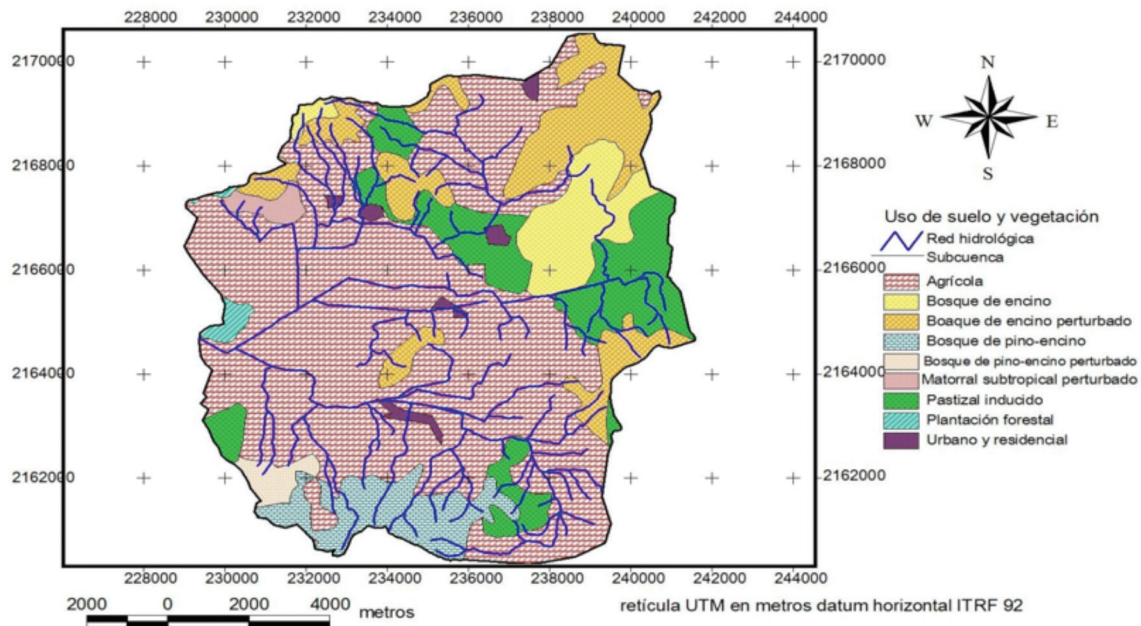 228000 230000 232000 234000 236000 238000 240000 242000 244000
2170000 2170000
2168000 2168000
2166000 2166000
2164000 2164000
2162000 2162000
228000 230000 232000 234000 236000 238000 240000 242000 244000
N
W E
S
Uso de suelo y vegetación
Red hidrológica
Subcuenca
Agrícola
Bosque de encino
Boaque de encino perturbado
Bosque de pino-encino
Bosque de pino-encino perturbado
Matorral subtropical perturbado
Pastizal inducido
Plantación forestal
Urbano y residencial
2000 0 2000 4000 metros
retícula UTM en metros datum horizontal ITRF 92